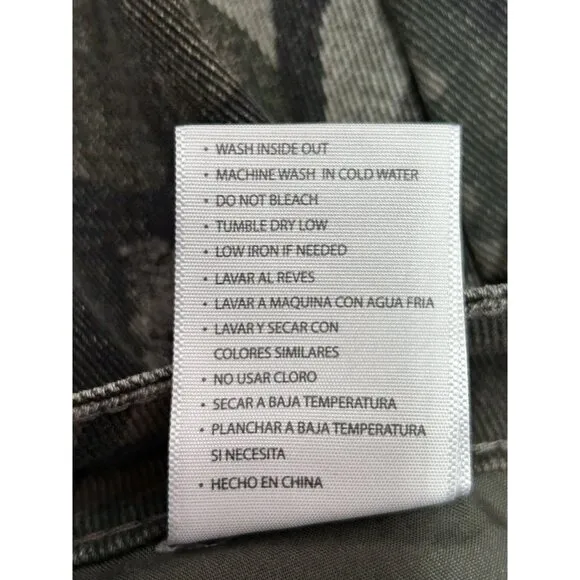 • WASH INSIDE OUT
• MACHINE WASH IN COLD WATER
• DO NOT BLEACH
• TUMBLE DRY LOW
• LOW IRON IF NEEDED
• LAVAR AL REVES
• LAVAR A MAQUINA CON AGUA FRIA
• LAVAR Y SECAR CON
COLORES SIMILARES
• NO USAR CLORO
• SECAR A BAJA TEMPERATURA
• PLANCHAR A BAJA TEMPERATURA
SI NECESITA
• HECHO EN CHINA